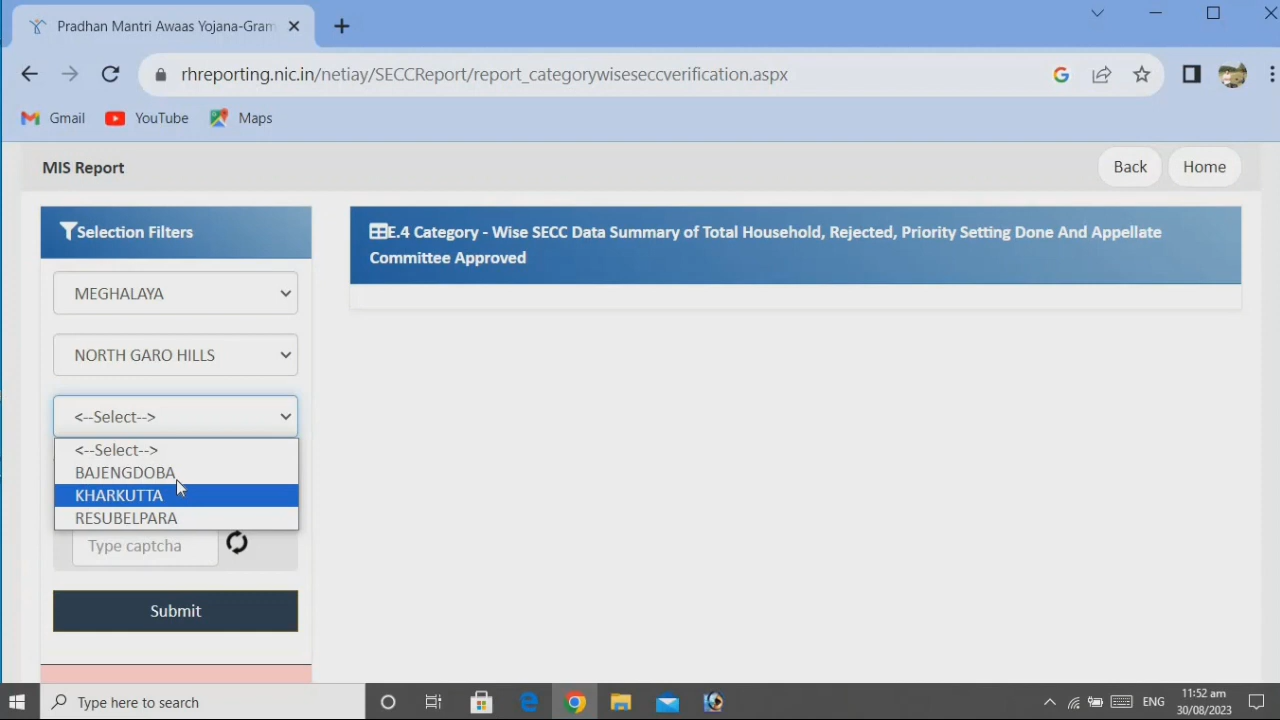 Pradhan Mantri Awaas Yojana-Gram
rhreporting.nic.in/netiay/SECCReport/report_categorywiseseccverification.aspx
Gmail
YouTube
Maps
MIS Report
Back
Home
Selection Filters
MEGHALAYA
NORTH GARO HILLS
<--Select-->
<--Select-->
BAJENGDOBA
KHARKUTTA
RESUBELPARA
Type captcha
Submit
E.4 Category - Wise SECC Data Summary of Total Household, Rejected, Priority Setting Done And Appellate
Committee Approved
Type here to search
ENG
11:52 am
30/08/2023